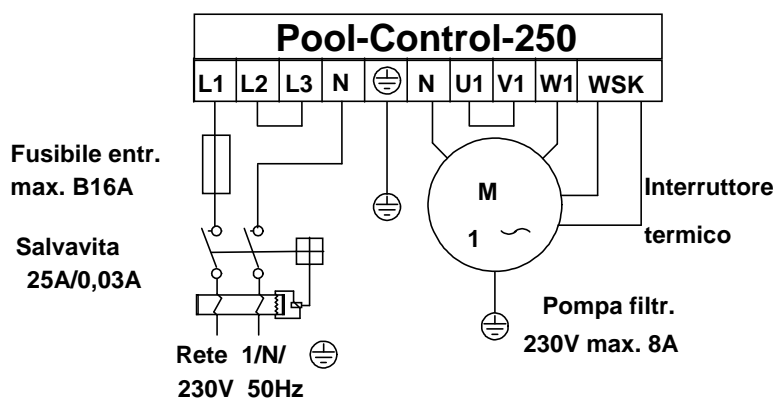 Pool-Control-250
L1 L2 L3 N N U1 V1 W1 WSK
Fusibile entr.
max. B16A
Salvavita
25A/0,03A
M
1
Interruttore
termico
Pompa filtr.
230V max. 8A
Rete 1/N/
230V 50Hz